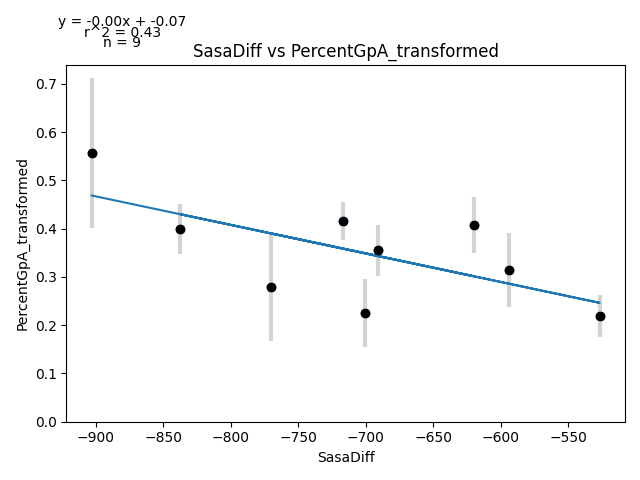 y = -0.00x + -0.07
r^2 = 0.43
n = 9
SasaDiff vs PercentGpA_transformed
PercentGpA_transformed
0.7
0.6
0.5
0.4
0.3
0.2
0.1
0.0
−900 −850 −800 −750 −700 −650 −600 −550
SasaDiff